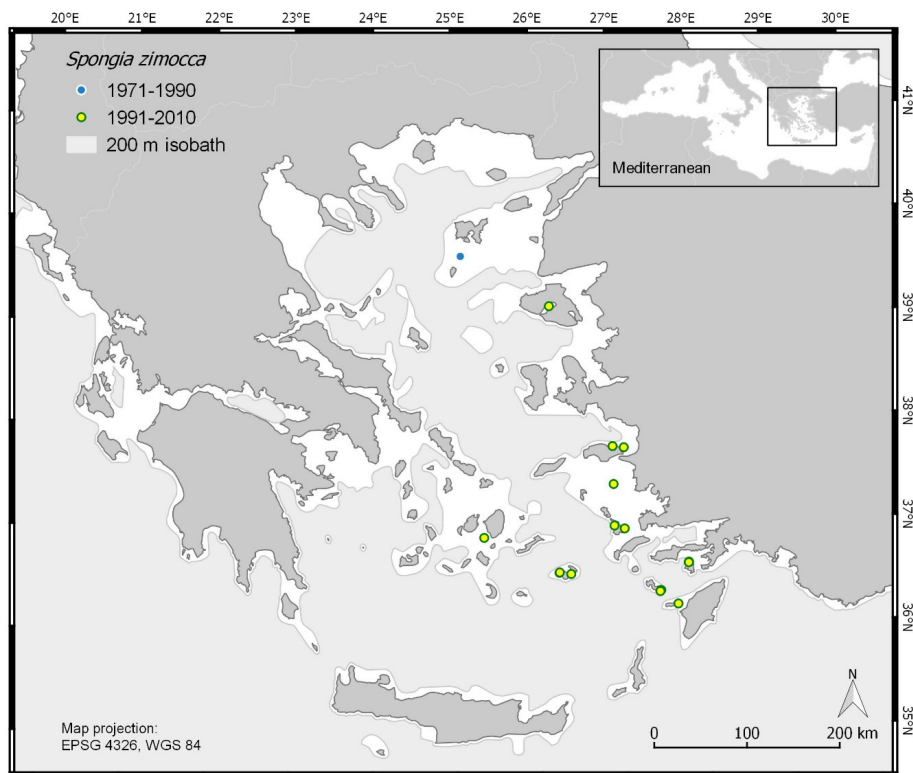 20°E 21°E 22°E 23°E 24°E 25°E 26°E 27°E 28°E 29°E 30°E
Spongia zimocca
1971-1990
1991-2010
200 m isobath
Mediterranean
41°N
40°N
39°N
38°N
37°N
36°N
35°N
N
Map projection:
EPSG 4326, WGS 84
0 100 200 km